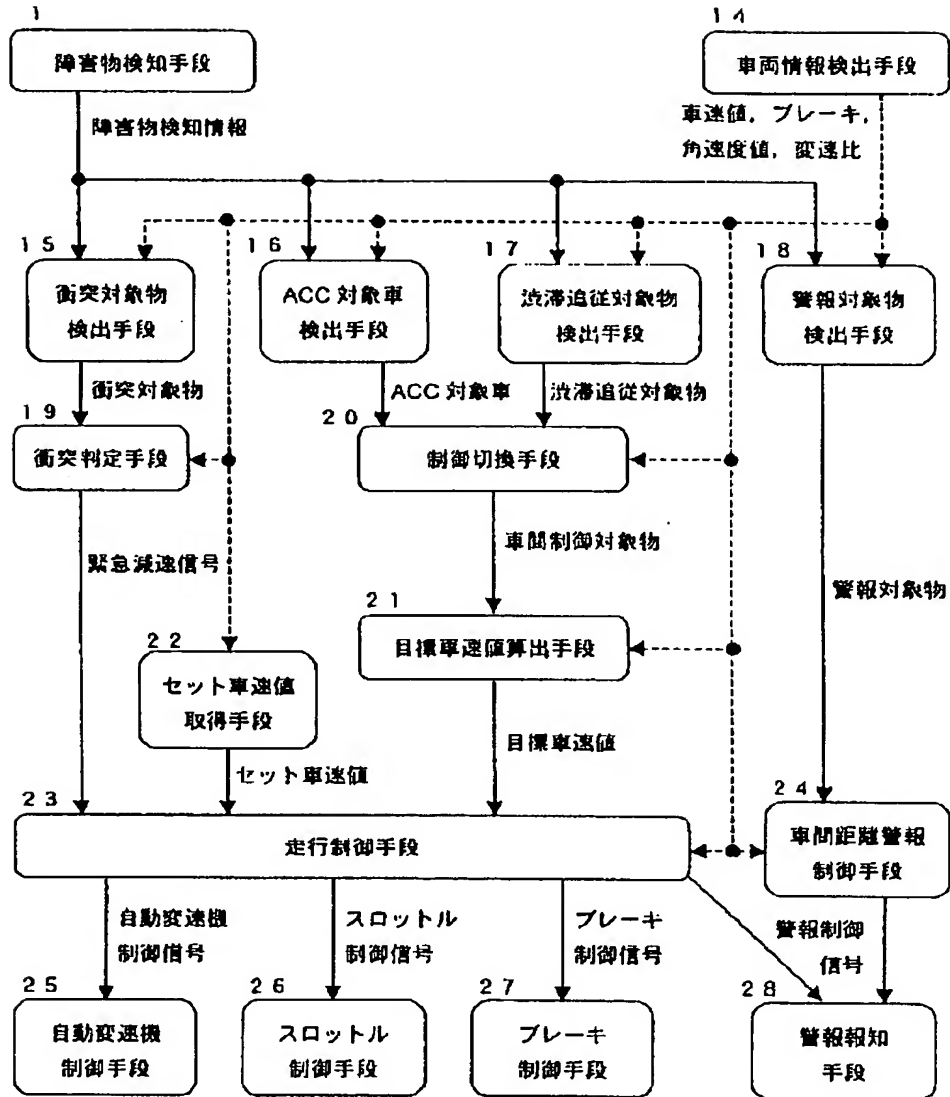 1
障害物検知手段
14
車両情報検出手段
障害物検知情報
車速値, ブレーキ,
角速度値, 変速比
15
衝突対象物
検出手段
16
ACC対象車
検出手段
17
渋滞追従対象物
検出手段
18
警報対象物
検出手段
衝突対象物
ACC対象車
渋滞追従対象物
19
衝突判定手段
20
制御切換手段
緊急減速信号
車間制御対象物
警報対象物
21
目標車速値算出手段
22
セット車速値
取得手段
セット車速値
目標車速値
23
走行制御手段
24
車間距離警報
制御手段
自動変速機
制御信号
スロットル
制御信号
ブレーキ
制御信号
警報制御
信号
25
自動変速機
制御手段
26
スロットル
制御手段
27
ブレーキ
制御手段
28
警報報知
手段